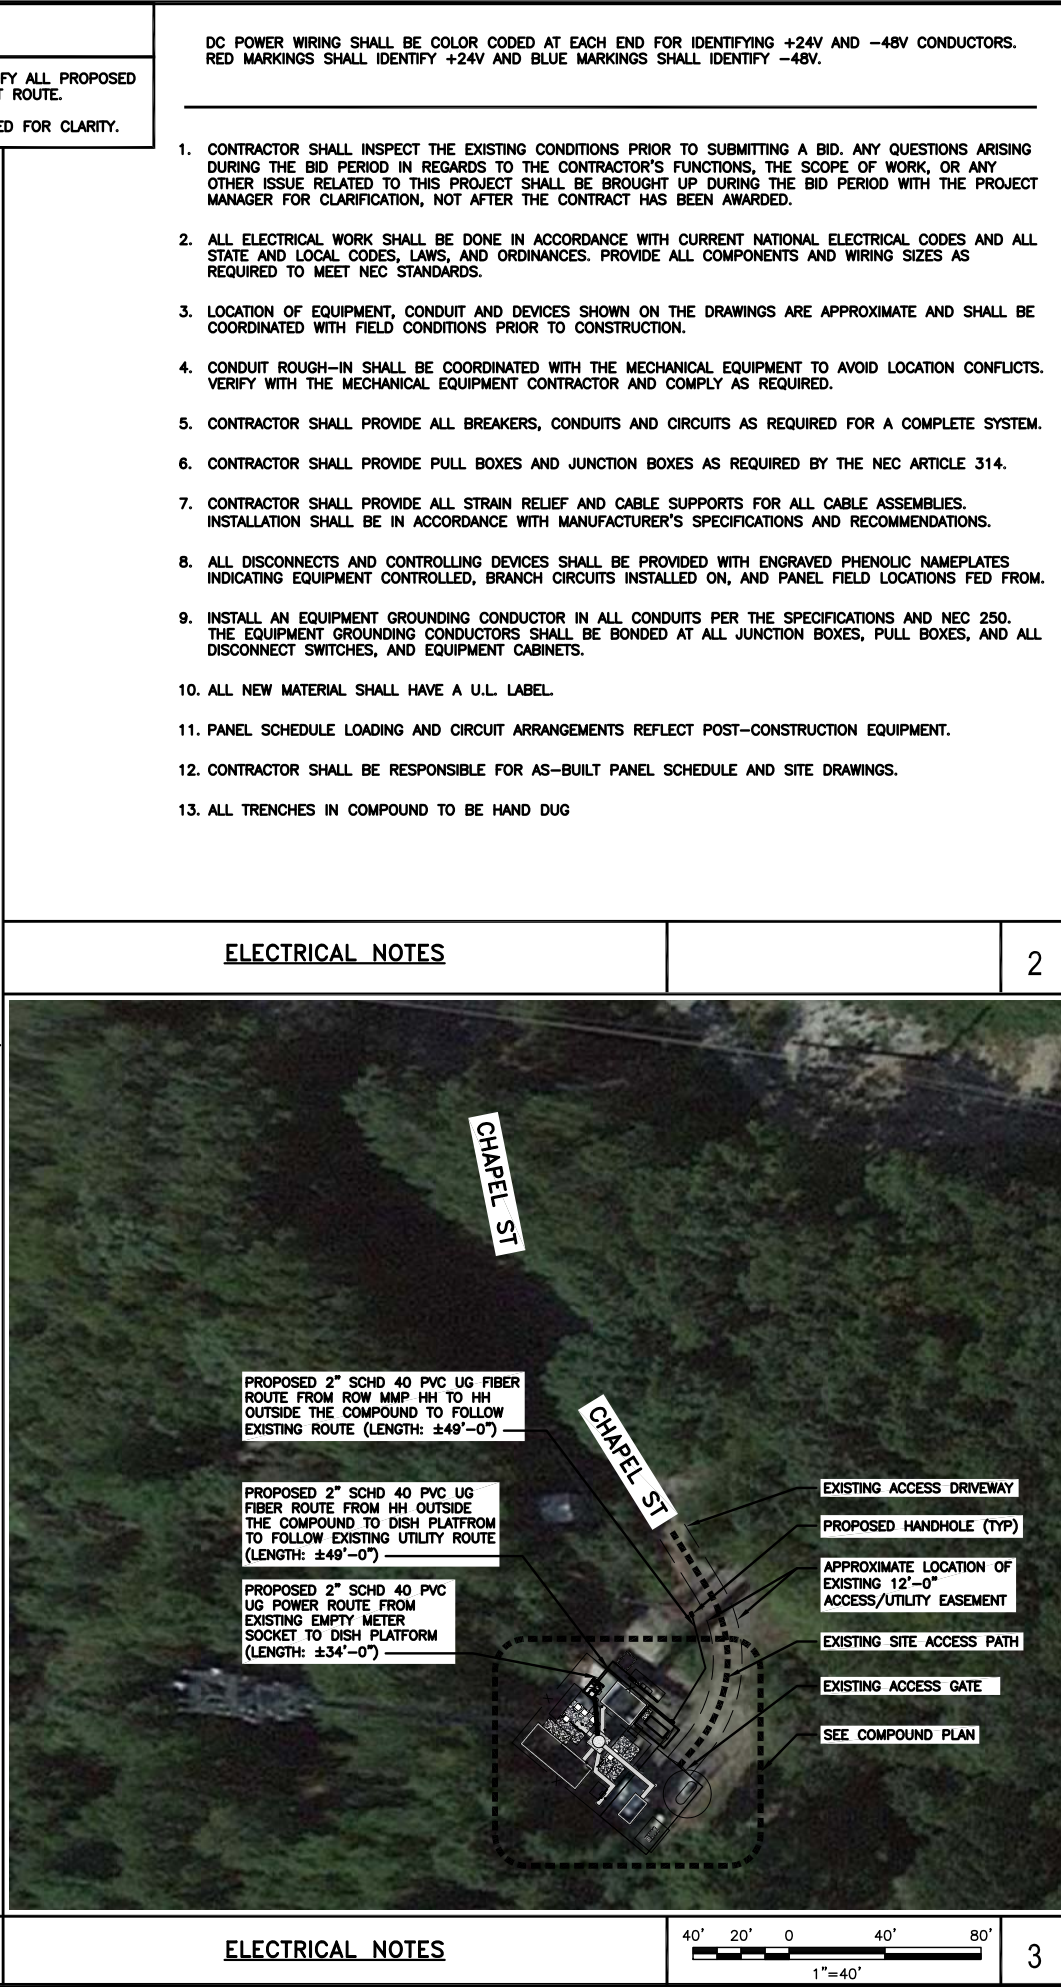 FY ALL PROPOSED
ROUTE.
ED FOR CLARITY.
DC POWER WIRING SHALL BE COLOR CODED AT EACH END FOR IDENTIFYING +24V AND -48V CONDUCTORS.
RED MARKINGS SHALL IDENTIFY +24V AND BLUE MARKINGS SHALL IDENTIFY -48V.
1. CONTRACTOR SHALL INSPECT THE EXISTING CONDITIONS PRIOR TO SUBMITTING A BID. ANY QUESTIONS ARISING
DURING THE BID PERIOD IN REGARDS TO THE CONTRACTOR'S FUNCTIONS, THE SCOPE OF WORK, OR ANY
OTHER ISSUE RELATED TO THIS PROJECT SHALL BE BROUGHT UP DURING THE BID PERIOD WITH THE PROJECT
MANAGER FOR CLARIFICATION, NOT AFTER THE CONTRACT HAS BEEN AWARDED.
2. ALL ELECTRICAL WORK SHALL BE DONE IN ACCORDANCE WITH CURRENT NATIONAL ELECTRICAL CODES AND ALL
STATE AND LOCAL CODES, LAWS, AND ORDINANCES. PROVIDE ALL COMPONENTS AND WIRING SIZES AS
REQUIRED TO MEET NEC STANDARDS.
3. LOCATION OF EQUIPMENT, CONDUIT AND DEVICES SHOWN ON THE DRAWINGS ARE APPROXIMATE AND SHALL BE
COORDINATED WITH FIELD CONDITIONS PRIOR TO CONSTRUCTION.
4. CONDUIT ROUGH-IN SHALL BE COORDINATED WITH THE MECHANICAL EQUIPMENT TO AVOID LOCATION CONFLICTS.
VERIFY WITH THE MECHANICAL EQUIPMENT CONTRACTOR AND COMPLY AS REQUIRED.
5. CONTRACTOR SHALL PROVIDE ALL BREAKERS, CONDUITS AND CIRCUITS AS REQUIRED FOR A COMPLETE SYSTEM.
6. CONTRACTOR SHALL PROVIDE PULL BOXES AND JUNCTION BOXES AS REQUIRED BY THE NEC ARTICLE 314.
7. CONTRACTOR SHALL PROVIDE ALL STRAIN RELIEF AND CABLE SUPPORTS FOR ALL CABLE ASSEMBLIES.
INSTALLATION SHALL BE IN ACCORDANCE WITH MANUFACTURER'S SPECIFICATIONS AND RECOMMENDATIONS.
8. ALL DISCONNECTS AND CONTROLLING DEVICES SHALL BE PROVIDED WITH ENGRAVED PHENOLIC NAMEPLATES
INDICATING EQUIPMENT CONTROLLED, BRANCH CIRCUITS INSTALLED ON, AND PANEL FIELD LOCATIONS FED FROM.
9. INSTALL AN EQUIPMENT GROUNDING CONDUCTOR IN ALL CONDUITS PER THE SPECIFICATIONS AND NEC 250.
THE EQUIPMENT GROUNDING CONDUCTORS SHALL BE BONDED AT ALL JUNCTION BOXES, PULL BOXES, AND ALL
DISCONNECT SWITCHES, AND EQUIPMENT CABINETS.
10. ALL NEW MATERIAL SHALL HAVE A U.L. LABEL.
11. PANEL SCHEDULE LOADING AND CIRCUIT ARRANGEMENTS REFLECT POST-CONSTRUCTION EQUIPMENT.
12. CONTRACTOR SHALL BE RESPONSIBLE FOR AS-BUILT PANEL SCHEDULE AND SITE DRAWINGS.
13. ALL TRENCHES IN COMPOUND TO BE HAND DUG
ELECTRICAL NOTES
2
CHAPEL ST
PROPOSED 2" SCHD 40 PVC UG FIBER
ROUTE FROM ROW MMP HH TO HH
OUTSIDE THE COMPOUND TO FOLLOW
EXISTING ROUTE (LENGTH: ±49'-0")
CHAPEL ST
PROPOSED 2" SCHD 40 PVC UG
FIBER ROUTE FROM HH OUTSIDE
THE COMPOUND TO DISH PLATFROM
TO FOLLOW EXISTING UTILITY ROUTE
(LENGTH: ±49'-0")
PROPOSED 2" SCHD 40 PVC
UG POWER ROUTE FROM
EXISTING EMPTY METER
SOCKET TO DISH PLATFORM
(LENGTH: ±34'-0")
EXISTING ACCESS DRIVEWAY
PROPOSED HANDHOLE (TYP)
APPROXIMATE LOCATION OF
EXISTING 12'-0"
ACCESS/UTILITY EASEMENT
EXISTING SITE ACCESS PATH
EXISTING ACCESS GATE
SEE COMPOUND PLAN
ELECTRICAL NOTES
40' 20' 0 40' 80'
1"=40'
3